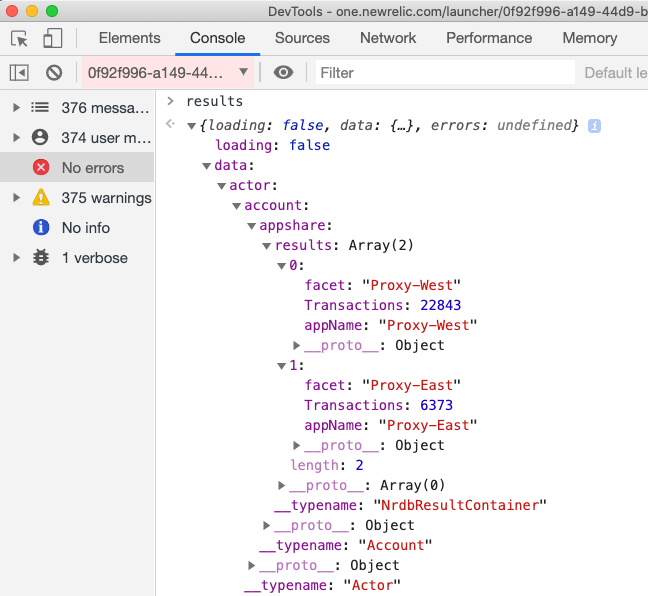 DevTools - one.newrelic.com/launcher/0f92f996-a149-44d9-b
Elements Console Sources Network Performance Memory
0f92f996-a149-44… ▼ Filter Default le
376 messa…
374 user m…
No errors
375 warnings
No info
1 verbose
> results
{loading: false, data: {…}, errors: undefined} i
loading: false
data:
actor:
account:
appshare:
results: Array(2)
0:
facet: "Proxy-West"
Transactions: 22843
appName: "Proxy-West"
__proto__: Object
1:
facet: "Proxy-East"
Transactions: 6373
appName: "Proxy-East"
__proto__: Object
length: 2
__proto__: Array(0)
__typename: "NrdbResultContainer"
__proto__: Object
__typename: "Account"
__proto__: Object
__typename: "Actor"